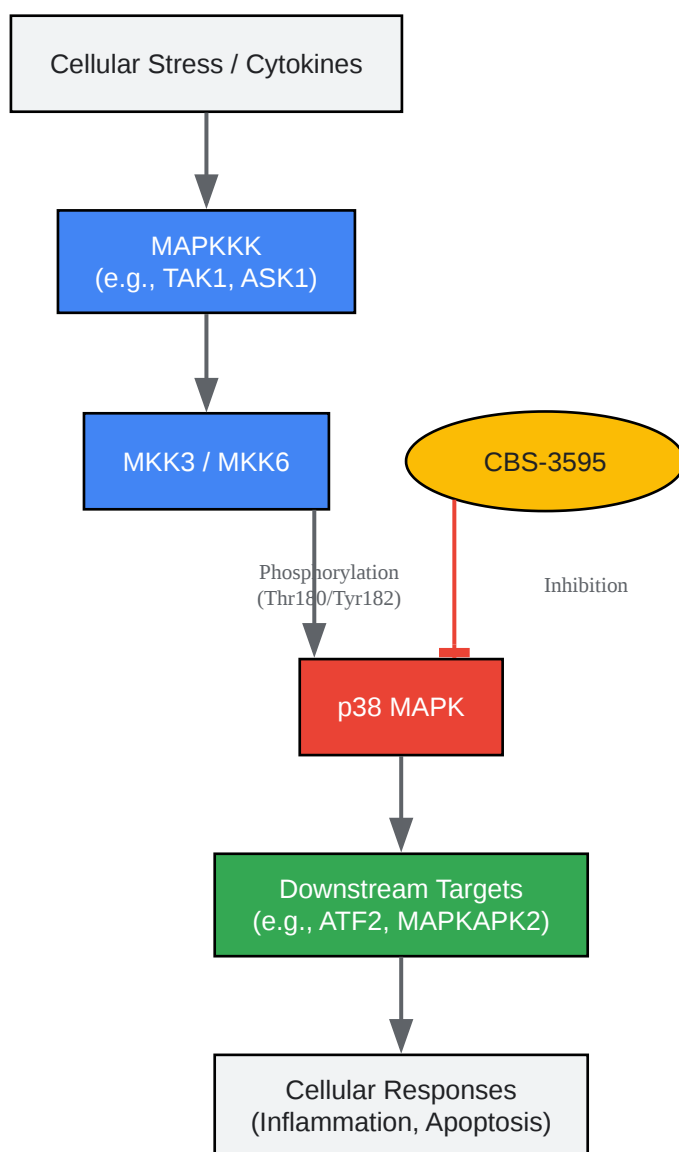 Cellular Stress / Cytokines
MAPKKK
(e.g., TAK1, ASK1)
MKK3 / MKK6
CBS-3595
Phosphorylation
(Thr180/Tyr182)
Inhibition
p38 MAPK
Downstream Targets
(e.g., ATF2, MAPKAPK2)
Cellular Responses
(Inflammation, Apoptosis)